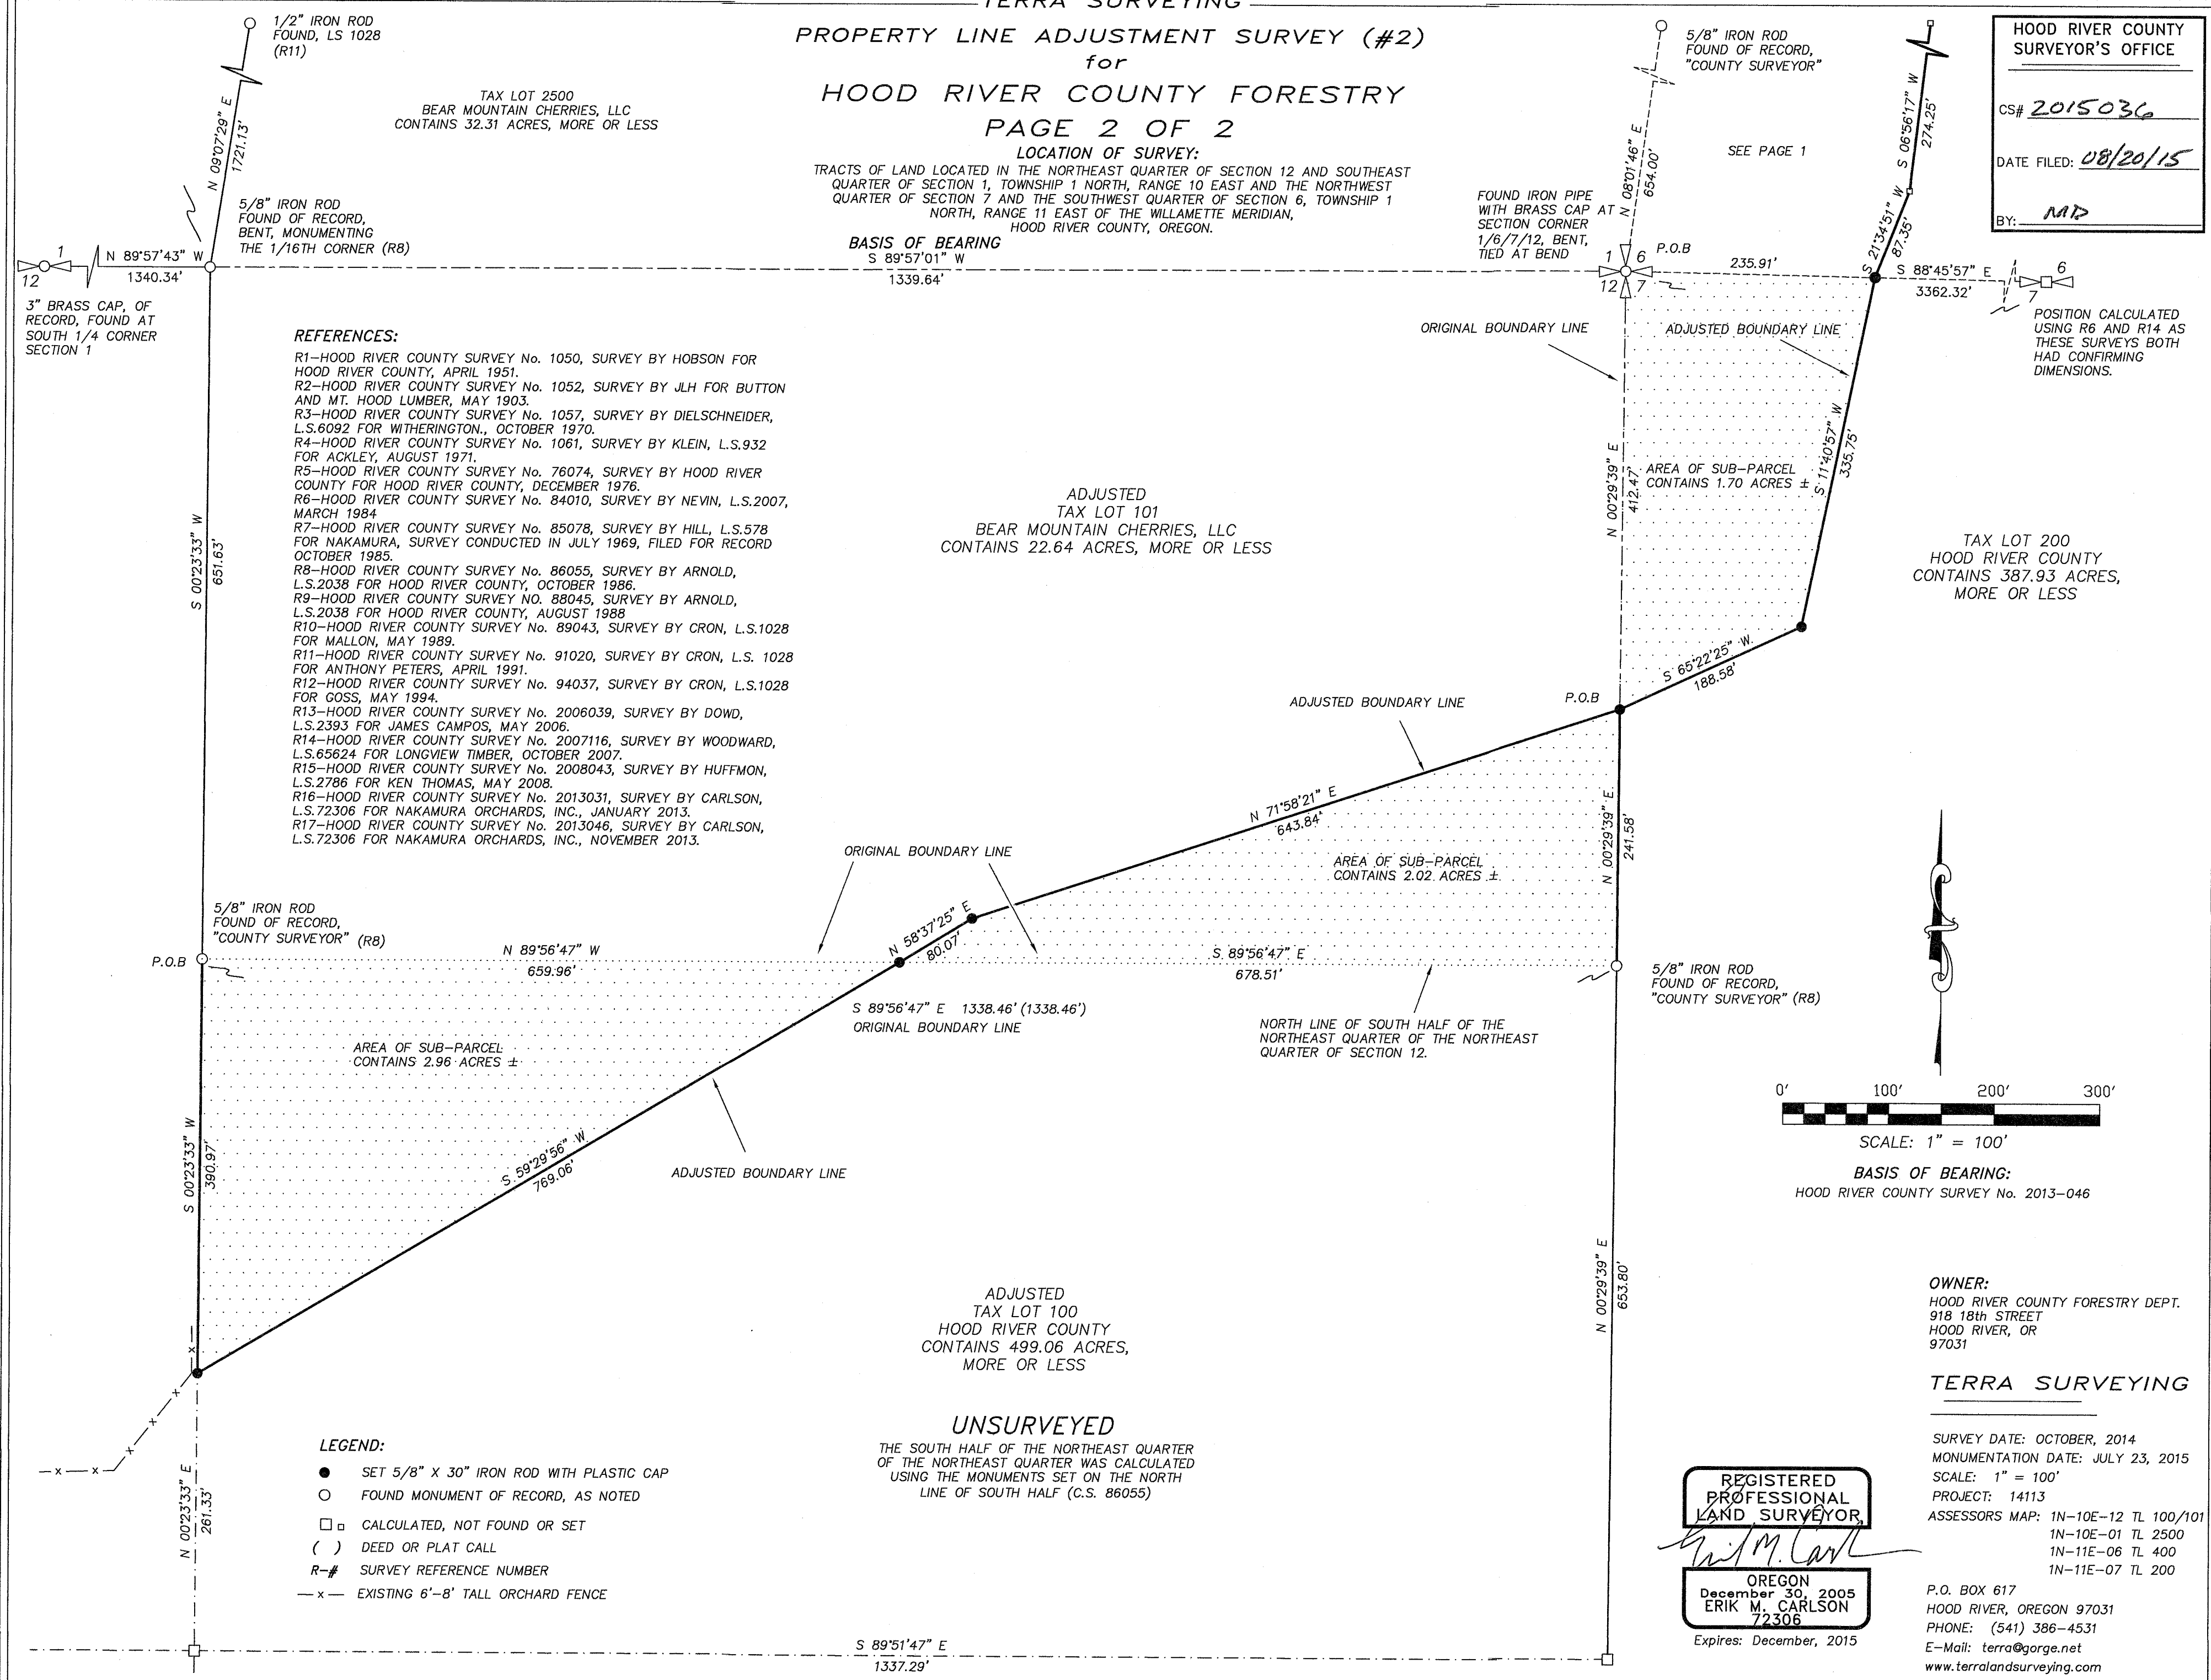 TERRA SURVEYING
PROPERTY LINE ADJUSTMENT SURVEY (#2)
for
HOOD RIVER COUNTY FORESTRY
PAGE 2 OF 2
LOCATION OF SURVEY:
TRACTS OF LAND LOCATED IN THE NORTHEAST QUARTER OF SECTION 12 AND SOUTHEAST
QUARTER OF SECTION 1, TOWNSHIP 1 NORTH, RANGE 10 EAST AND THE NORTHWEST
QUARTER OF SECTION 7 AND THE SOUTHWEST QUARTER OF SECTION 6, TOWNSHIP 1
NORTH, RANGE 11 EAST OF THE WILLAMETTE MERIDIAN,
HOOD RIVER COUNTY, OREGON.
BASIS OF BEARING
S 89°57'01" W
1339.64'
1/2" IRON ROD
FOUND, LS 1028
(R11)
N 09°07'29" E
1721.13'
TAX LOT 2500
BEAR MOUNTAIN CHERRIES, LLC
CONTAINS 32.31 ACRES, MORE OR LESS
5/8" IRON ROD
FOUND OF RECORD,
BENT, MONUMENTING
THE 1/16TH CORNER (R8)
1
12
N 89°57'43" W
1340.34'
3" BRASS CAP, OF
RECORD, FOUND AT
SOUTH 1/4 CORNER
SECTION 1
5/8" IRON ROD
FOUND OF RECORD,
"COUNTY SURVEYOR"
N 08°01'46" E
654.00'
SEE PAGE 1
S 06°56'17" W
274.25'
S 21°34'51" W
87.35'
HOOD RIVER COUNTY
SURVEYOR'S OFFICE
CS# 2015036
DATE FILED: 08/20/15
BY: MD
FOUND IRON PIPE
WITH BRASS CAP AT
SECTION CORNER
1/6/7/12, BENT,
TIED AT BEND
P.O.B
1 6
12 7
235.91'
S 88°45'57" E
3362.32'
6
7
POSITION CALCULATED
USING R6 AND R14 AS
THESE SURVEYS BOTH
HAD CONFIRMING
DIMENSIONS.
ORIGINAL BOUNDARY LINE
ADJUSTED BOUNDARY LINE
REFERENCES:
R1-HOOD RIVER COUNTY SURVEY No. 1050, SURVEY BY HOBSON FOR
HOOD RIVER COUNTY, APRIL 1951.
R2-HOOD RIVER COUNTY SURVEY No. 1052, SURVEY BY JLH FOR BUTTON
AND MT. HOOD LUMBER, MAY 1903.
R3-HOOD RIVER COUNTY SURVEY No. 1057, SURVEY BY DIELSCHNEIDER,
L.S.6092 FOR WITHERINGTON., OCTOBER 1970.
R4-HOOD RIVER COUNTY SURVEY No. 1061, SURVEY BY KLEIN, L.S.932
FOR ACKLEY, AUGUST 1971.
R5-HOOD RIVER COUNTY SURVEY No. 76074, SURVEY BY HOOD RIVER
COUNTY FOR HOOD RIVER COUNTY, DECEMBER 1976.
R6-HOOD RIVER COUNTY SURVEY No. 84010, SURVEY BY NEVIN, L.S.2007,
MARCH 1984
R7-HOOD RIVER COUNTY SURVEY No. 85078, SURVEY BY HILL, L.S.578
FOR NAKAMURA, SURVEY CONDUCTED IN JULY 1969, FILED FOR RECORD
OCTOBER 1985.
R8-HOOD RIVER COUNTY SURVEY No. 86055, SURVEY BY ARNOLD,
L.S.2038 FOR HOOD RIVER COUNTY, OCTOBER 1986.
R9-HOOD RIVER COUNTY SURVEY NO. 88045, SURVEY BY ARNOLD,
L.S.2038 FOR HOOD RIVER COUNTY, AUGUST 1988
R10-HOOD RIVER COUNTY SURVEY No. 89043, SURVEY BY CRON, L.S.1028
FOR MALLON, MAY 1989.
R11-HOOD RIVER COUNTY SURVEY No. 91020, SURVEY BY CRON, L.S. 1028
FOR ANTHONY PETERS, APRIL 1991.
R12-HOOD RIVER COUNTY SURVEY No. 94037, SURVEY BY CRON, L.S.1028
FOR GOSS, MAY 1994.
R13-HOOD RIVER COUNTY SURVEY No. 2006039, SURVEY BY DOWD,
L.S.2393 FOR JAMES CAMPOS, MAY 2006.
R14-HOOD RIVER COUNTY SURVEY No. 2007116, SURVEY BY WOODWARD,
L.S.65624 FOR LONGVIEW TIMBER, OCTOBER 2007.
R15-HOOD RIVER COUNTY SURVEY No. 2008043, SURVEY BY HUFFMON,
L.S.2786 FOR KEN THOMAS, MAY 2008.
R16-HOOD RIVER COUNTY SURVEY No. 2013031, SURVEY BY CARLSON,
L.S.72306 FOR NAKAMURA ORCHARDS, INC., JANUARY 2013.
R17-HOOD RIVER COUNTY SURVEY No. 2013046, SURVEY BY CARLSON,
L.S.72306 FOR NAKAMURA ORCHARDS, INC., NOVEMBER 2013.
S 00°23'33" W
651.63'
ADJUSTED
TAX LOT 101
BEAR MOUNTAIN CHERRIES, LLC
CONTAINS 22.64 ACRES, MORE OR LESS
N 00°29'39" E
412.47'
AREA OF SUB-PARCEL
CONTAINS 1.70 ACRES ±
S 11°40'57" W
335.75'
TAX LOT 200
HOOD RIVER COUNTY
CONTAINS 387.93 ACRES,
MORE OR LESS
S 65°22'25" W
188.58'
P.O.B
ADJUSTED BOUNDARY LINE
N 71°58'21" E
643.84'
N 00°29'39" E
241.58'
ORIGINAL BOUNDARY LINE
AREA OF SUB-PARCEL
CONTAINS 2.02 ACRES ±
5/8" IRON ROD
FOUND OF RECORD,
"COUNTY SURVEYOR" (R8)
P.O.B
N 89°56'47" W
659.96'
N 58°37'25" E
80.07'
S 89°56'47" E
678.51'
5/8" IRON ROD
FOUND OF RECORD,
"COUNTY SURVEYOR" (R8)
S 89°56'47" E 1338.46' (1338.46')
ORIGINAL BOUNDARY LINE
NORTH LINE OF SOUTH HALF OF THE
NORTHEAST QUARTER OF THE NORTHEAST
QUARTER OF SECTION 12.
AREA OF SUB-PARCEL
CONTAINS 2.96 ACRES ±
S 00°23'33" W
390.97'
S 59°29'56" W
769.06'
ADJUSTED BOUNDARY LINE
0' 100' 200' 300'
SCALE: 1" = 100'
BASIS OF BEARING:
HOOD RIVER COUNTY SURVEY No. 2013-046
ADJUSTED
TAX LOT 100
HOOD RIVER COUNTY
CONTAINS 499.06 ACRES,
MORE OR LESS
N 00°29'39" E
653.80'
UNSURVEYED
THE SOUTH HALF OF THE NORTHEAST QUARTER
OF THE NORTHEAST QUARTER WAS CALCULATED
USING THE MONUMENTS SET ON THE NORTH
LINE OF SOUTH HALF (C.S. 86055)
x
x
x
x
x
N 00°23'33" E
261.33'
LEGEND:
SET 5/8" X 30" IRON ROD WITH PLASTIC CAP
FOUND MONUMENT OF RECORD, AS NOTED
CALCULATED, NOT FOUND OR SET
( ) DEED OR PLAT CALL
R-# SURVEY REFERENCE NUMBER
—x— EXISTING 6'-8' TALL ORCHARD FENCE
S 89°51'47" E
1337.29'
OWNER:
HOOD RIVER COUNTY FORESTRY DEPT.
918 18th STREET
HOOD RIVER, OR
97031
TERRA SURVEYING
SURVEY DATE: OCTOBER, 2014
MONUMENTATION DATE: JULY 23, 2015
SCALE: 1" = 100'
PROJECT: 14113
ASSESSORS MAP: 1N-10E-12 TL 100/101
1N-10E-01 TL 2500
1N-11E-06 TL 400
1N-11E-07 TL 200
P.O. BOX 617
HOOD RIVER, OREGON 97031
PHONE: (541) 386-4531
E-Mail: terra@gorge.net
www.terralandsurveying.com
REGISTERED
PROFESSIONAL
LAND SURVEYOR
Erik M. Carl
OREGON
December 30, 2005
ERIK M. CARLSON
72306
Expires: December, 2015